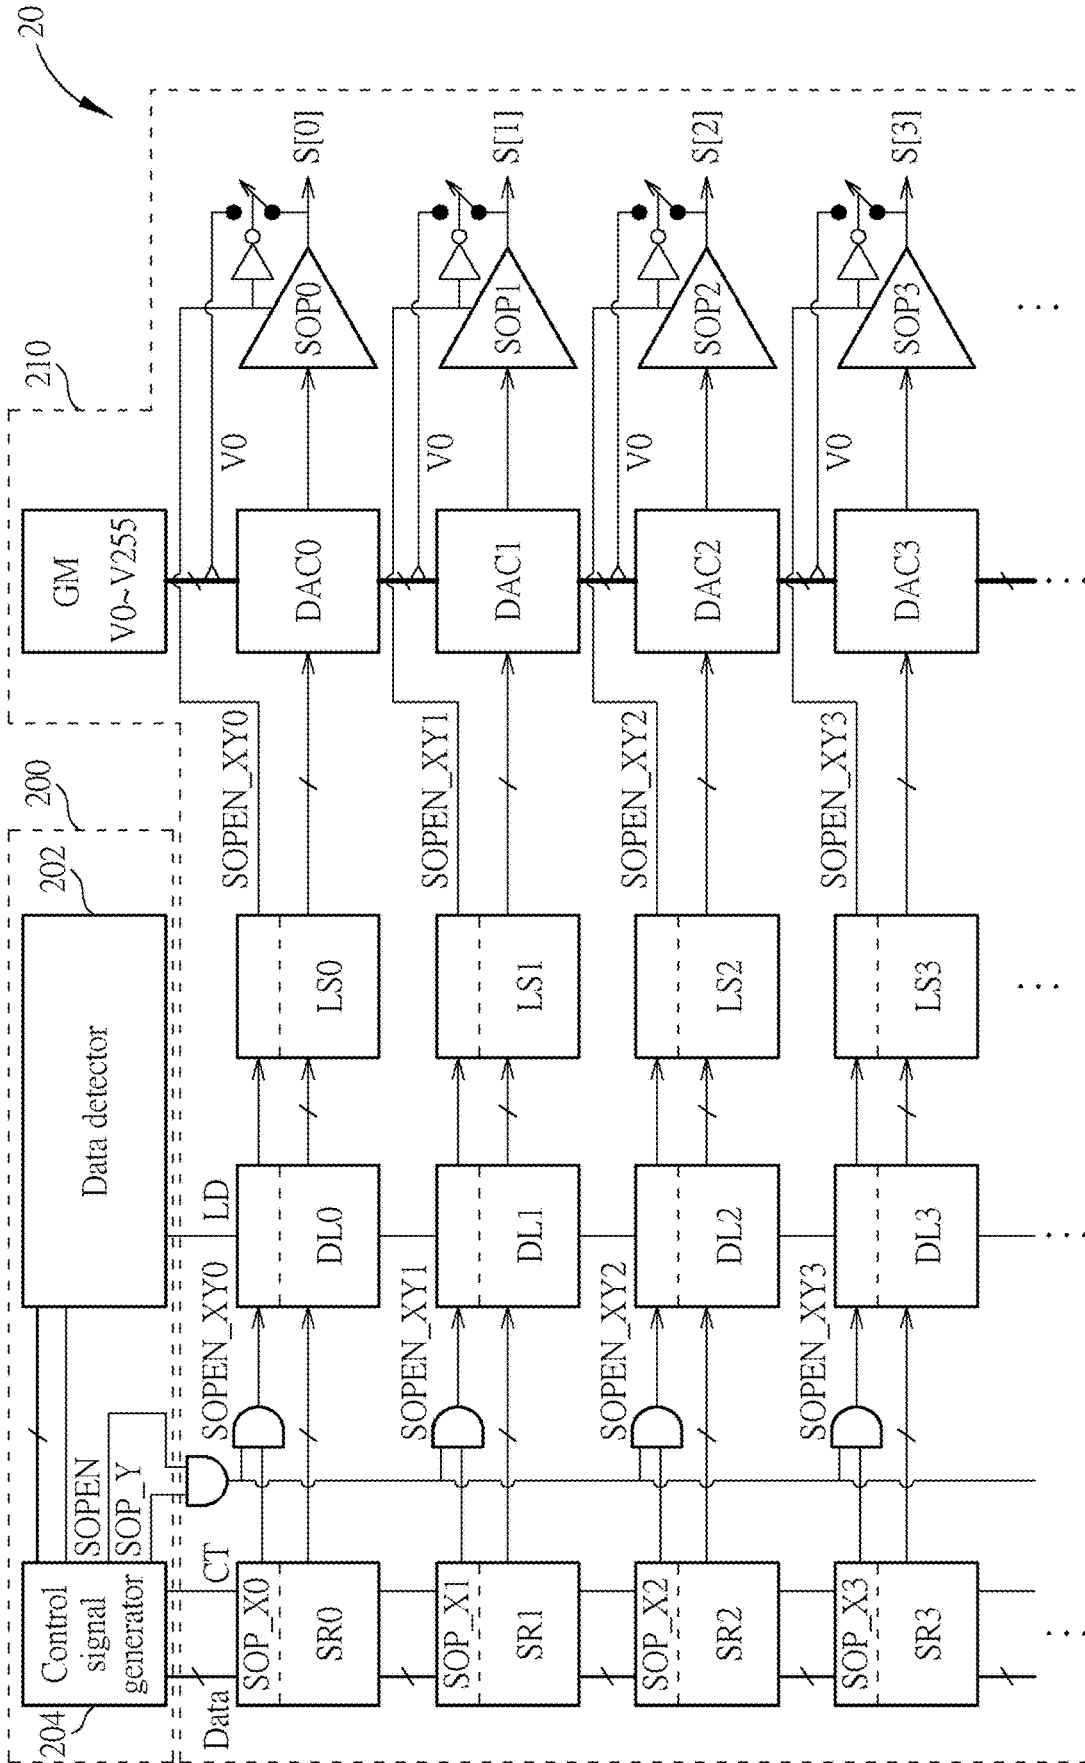 20
210
200
202
204
GM
V0~ V255
Data detector
Control
signal
generator
SOPEN
SOP_Y
Data
CT
LD
SOP_X0
SR0
SOPEN_XY0
DL0
LS0
SOPEN_XY0
DAC0
V0
SOP0
S[0]
SOP_X1
SR1
SOPEN_XY1
DL1
LS1
SOPEN_XY1
DAC1
V0
SOP1
S[1]
SOP_X2
SR2
SOPEN_XY2
DL2
LS2
SOPEN_XY2
DAC2
V0
SOP2
S[2]
SOP_X3
SR3
SOPEN_XY3
DL3
LS3
SOPEN_XY3
DAC3
V0
SOP3
S[3]